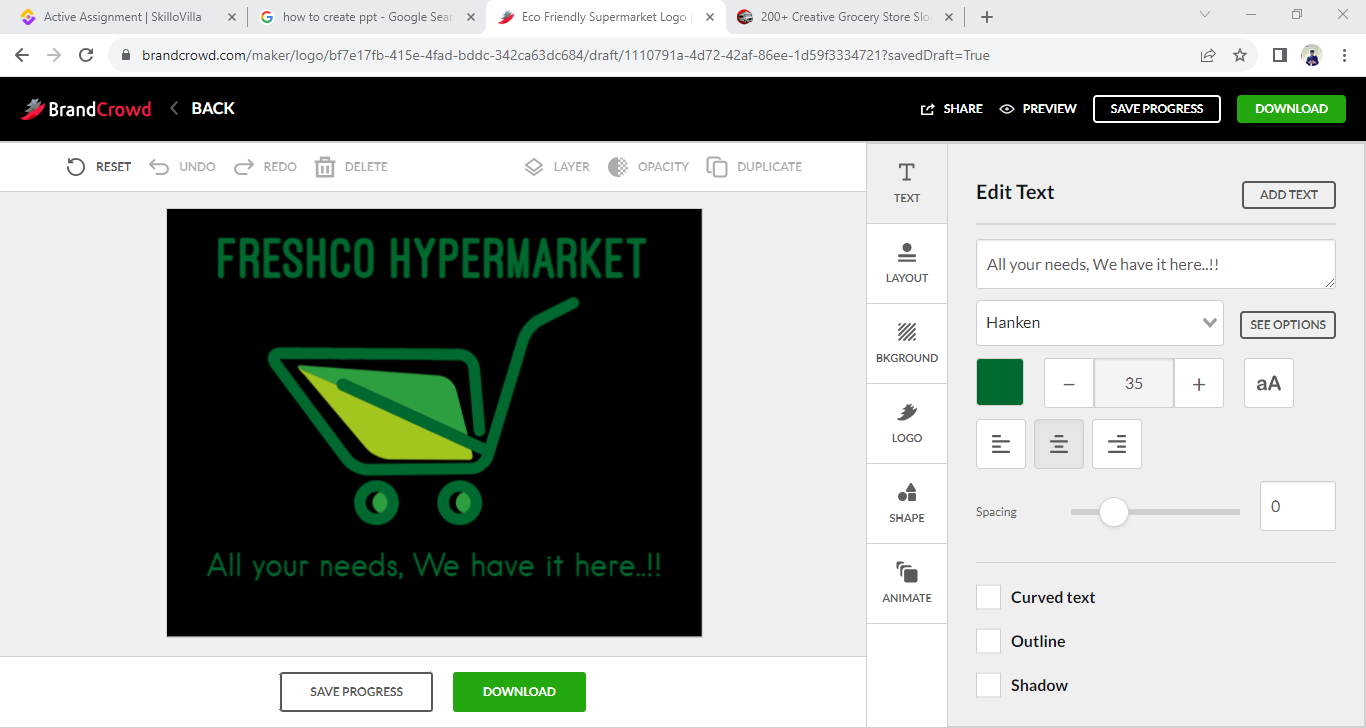 Active Assignment | SkilloVilla
how to create ppt - Google Sear
Eco Friendly Supermarket Logo |
200+ Creative Grocery Store Slo
brandcrowd.com/maker/logo/bf7e17fb-415e-4fad-bddc-342ca63dc684/draft/1110791a-4d72-42af-86ee-1d59f3334721?savedDraft=True
BrandCrowd
BACK
SHARE
PREVIEW
SAVE PROGRESS
DOWNLOAD
RESET
UNDO
REDO
DELETE
LAYER
OPACITY
DUPLICATE
FRESHCO HYPERMARKET
All your needs, We have it here..!!
SAVE PROGRESS
DOWNLOAD
TEXT
LAYOUT
BKGROUND
LOGO
SHAPE
ANIMATE
Edit Text
ADD TEXT
All your needs, We have it here..!!
Hanken
SEE OPTIONS
− 35 +
aA
Spacing
0
Curved text
Outline
Shadow